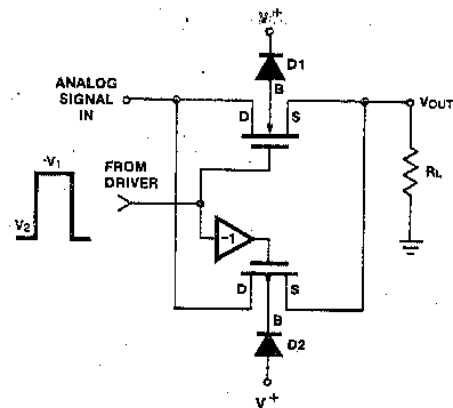 V+
D1
B
ANALOG
SIGNAL
IN
D
S
VOUT
RL
FROM
DRIVER
-V1
V2
-1
D
S
B
D2
V+